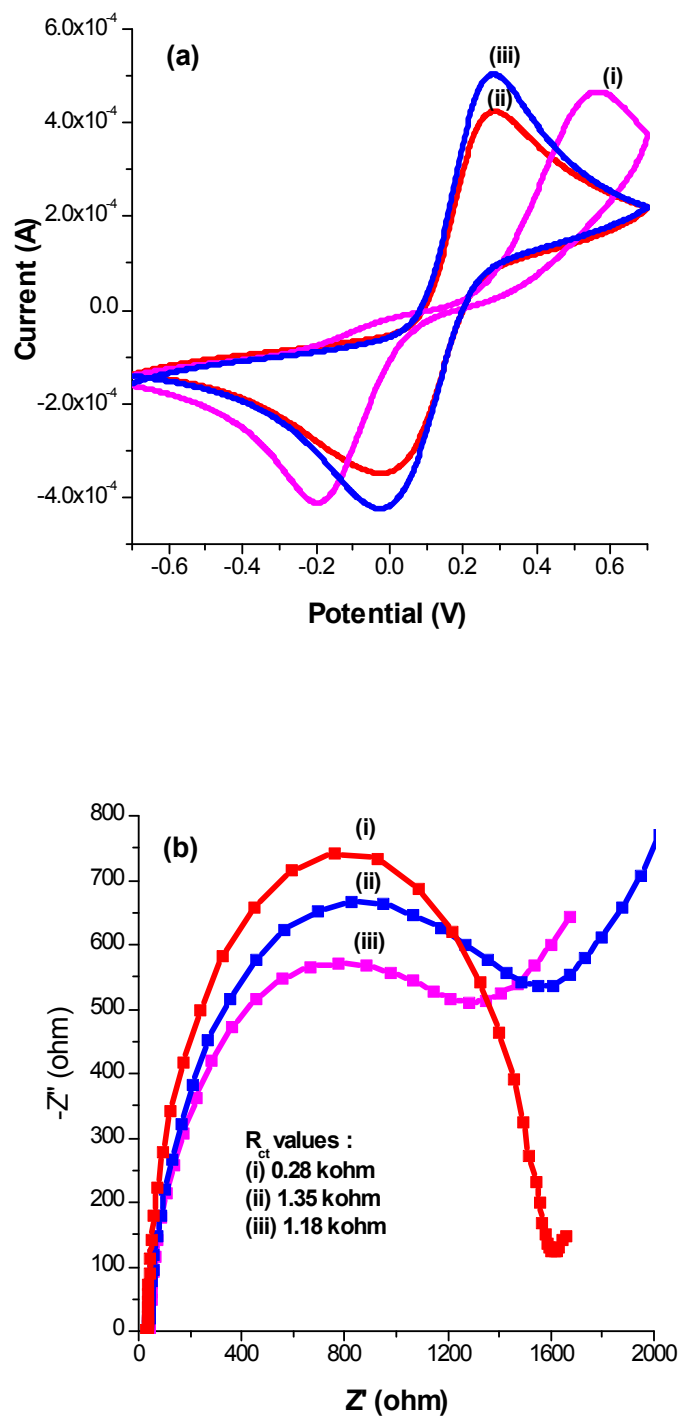 (a)
(iii)
(i)
(ii)
6.0x10⁻⁴
4.0x10⁻⁴
2.0x10⁻⁴
0.0
-2.0x10⁻⁴
-4.0x10⁻⁴
Current (A)
-0.6 -0.4 -0.2 0.0 0.2 0.4 0.6
Potential (V)
(b)
(i)
(ii)
(iii)
800
700
600
500
400
300
200
100
0
-Z" (ohm)
R_ct values :
(i) 0.28 kohm
(ii) 1.35 kohm
(iii) 1.18 kohm
0 400 800 1200 1600 2000
Z' (ohm)